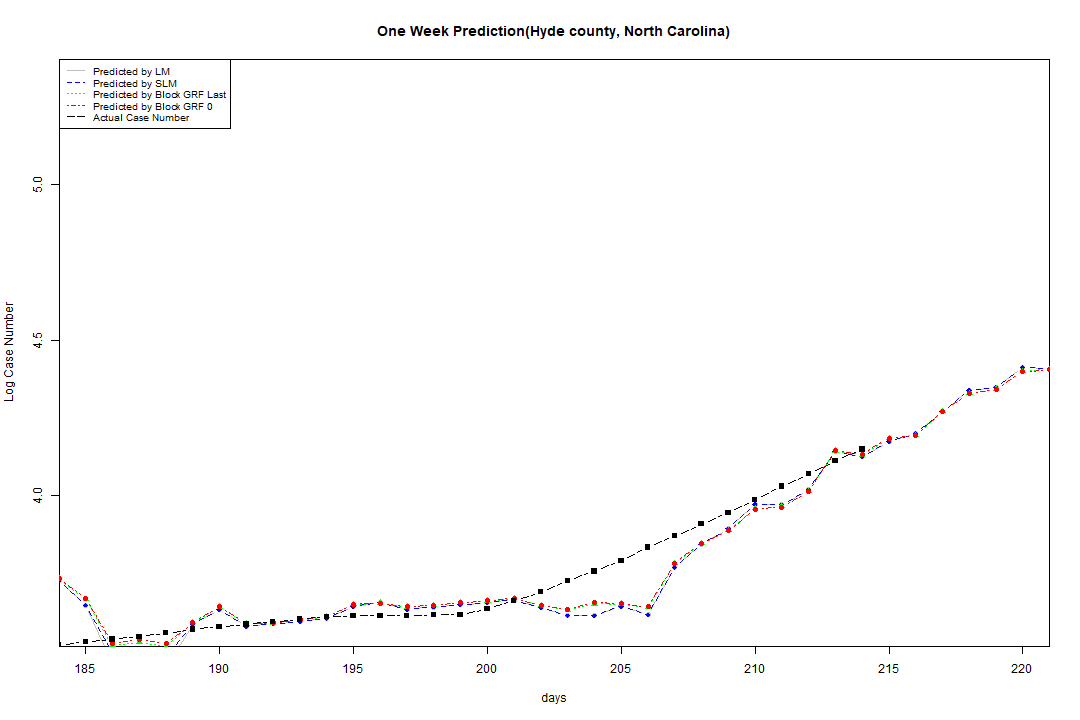 One Week Prediction(Hyde county, North Carolina)
Predicted by LM
Predicted by SLM
Predicted by Block GRF Last
Predicted by Block GRF 0
Actual Case Number
Log Case Number
5.0
4.5
4.0
185 190 195 200 205 210 215 220
days